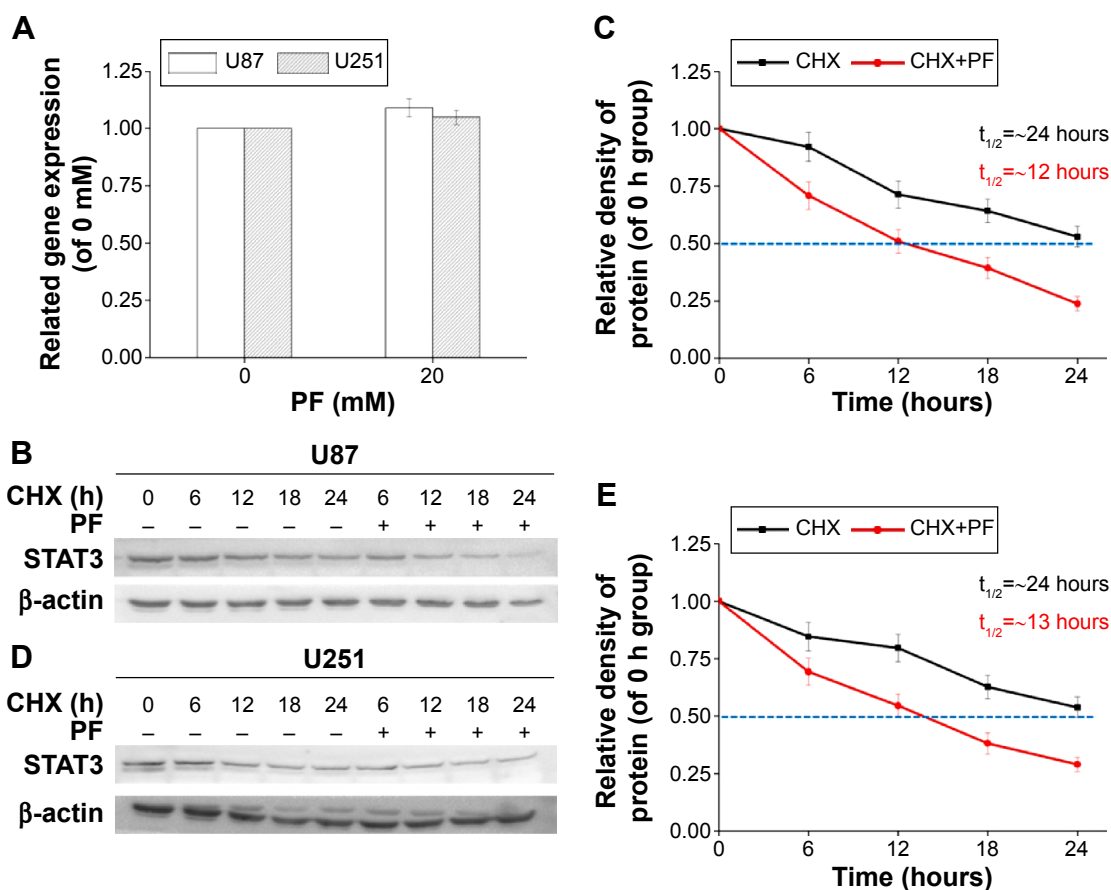 A
U87 U251
Related gene expression
(of 0 mM)
1.25
1.00
0.75
0.50
0.25
0.00
0 20
PF (mM)
B
U87
CHX (h) 0 6 12 18 24 6 12 18 24
PF – – – – – + + + +
STAT3
β-actin
D
U251
CHX (h) 0 6 12 18 24 6 12 18 24
PF – – – – – + + + +
STAT3
β-actin
C
CHX CHX+PF
Relative density of
protein (of 0 h group)
1.25
1.00
0.75
0.50
0.25
0.00
t1/2=~24 hours
t1/2=~12 hours
0 6 12 18 24
Time (hours)
E
CHX CHX+PF
Relative density of
protein (of 0 h group)
1.25
1.00
0.75
0.50
0.25
0.00
t1/2=~24 hours
t1/2=~13 hours
0 6 12 18 24
Time (hours)